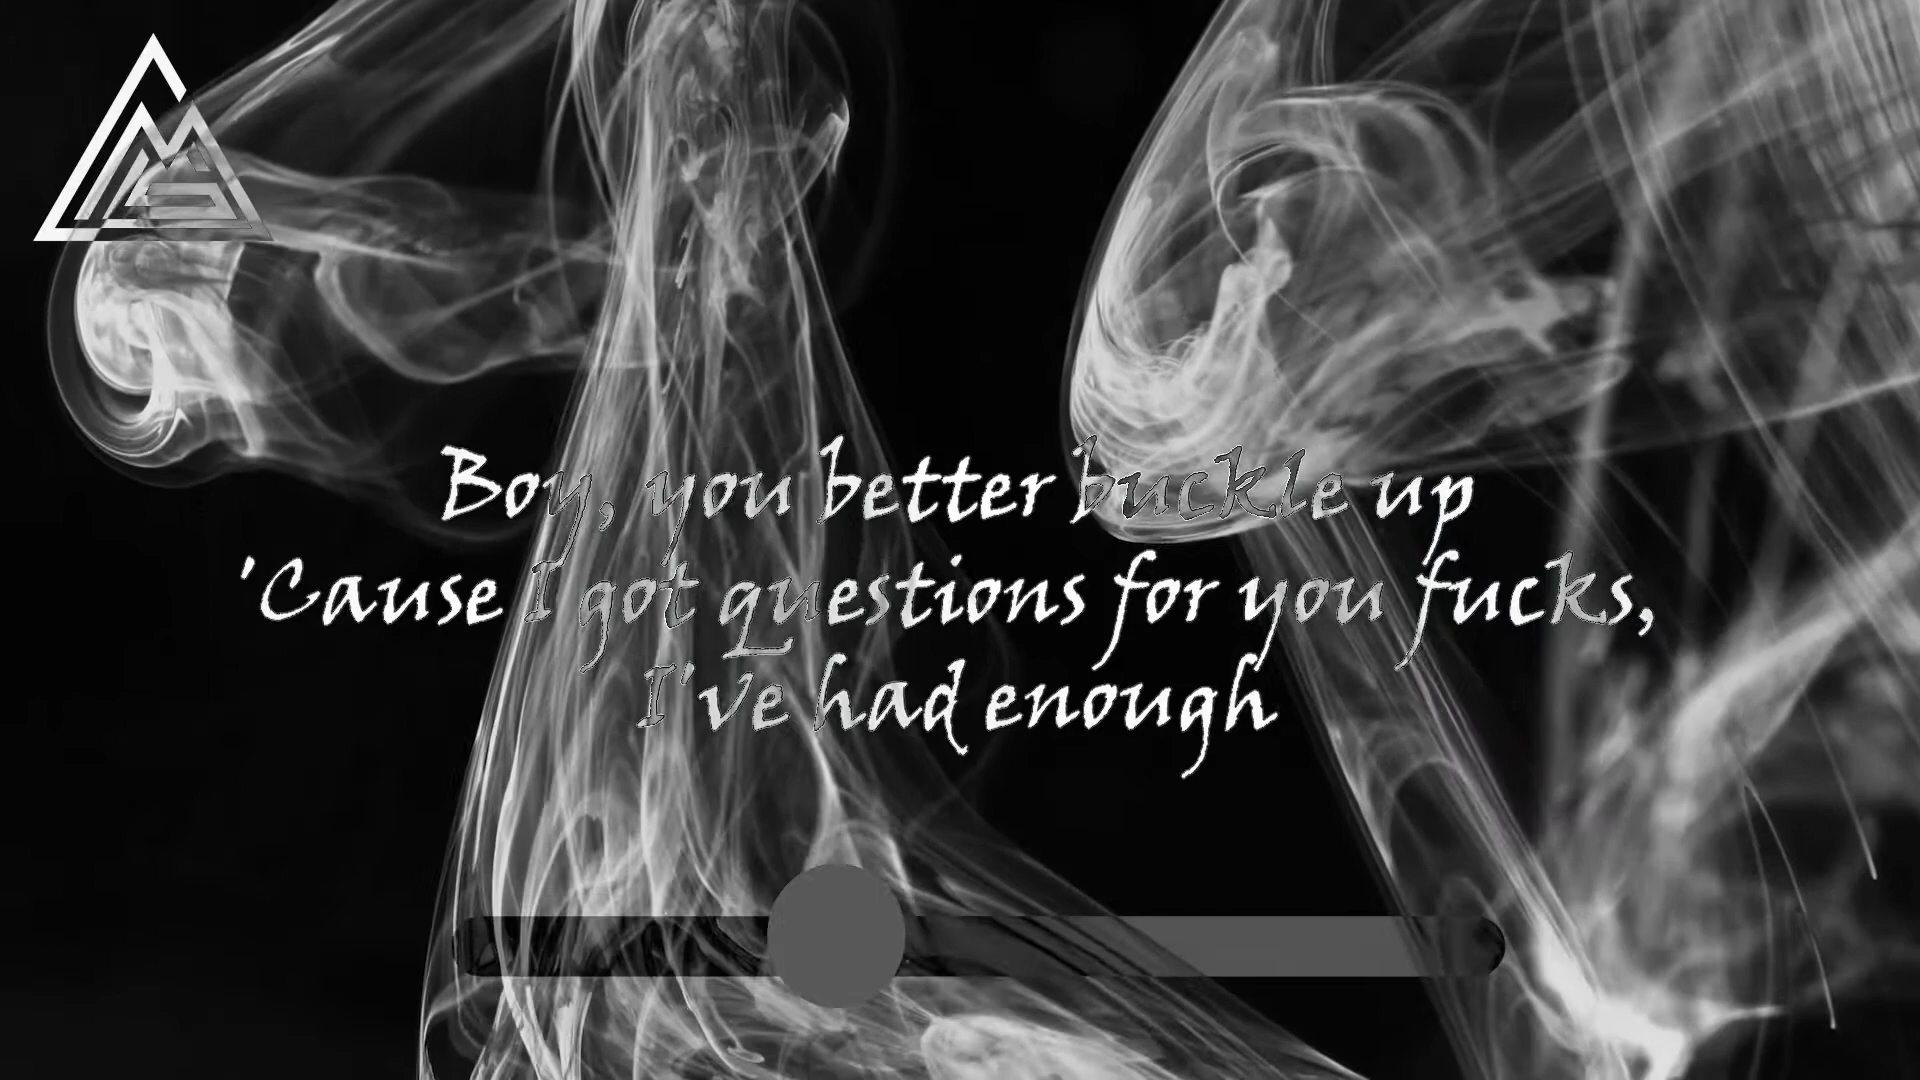 Boy, you better buckle up
'Cause I got questions for you fucks,
I've had enough